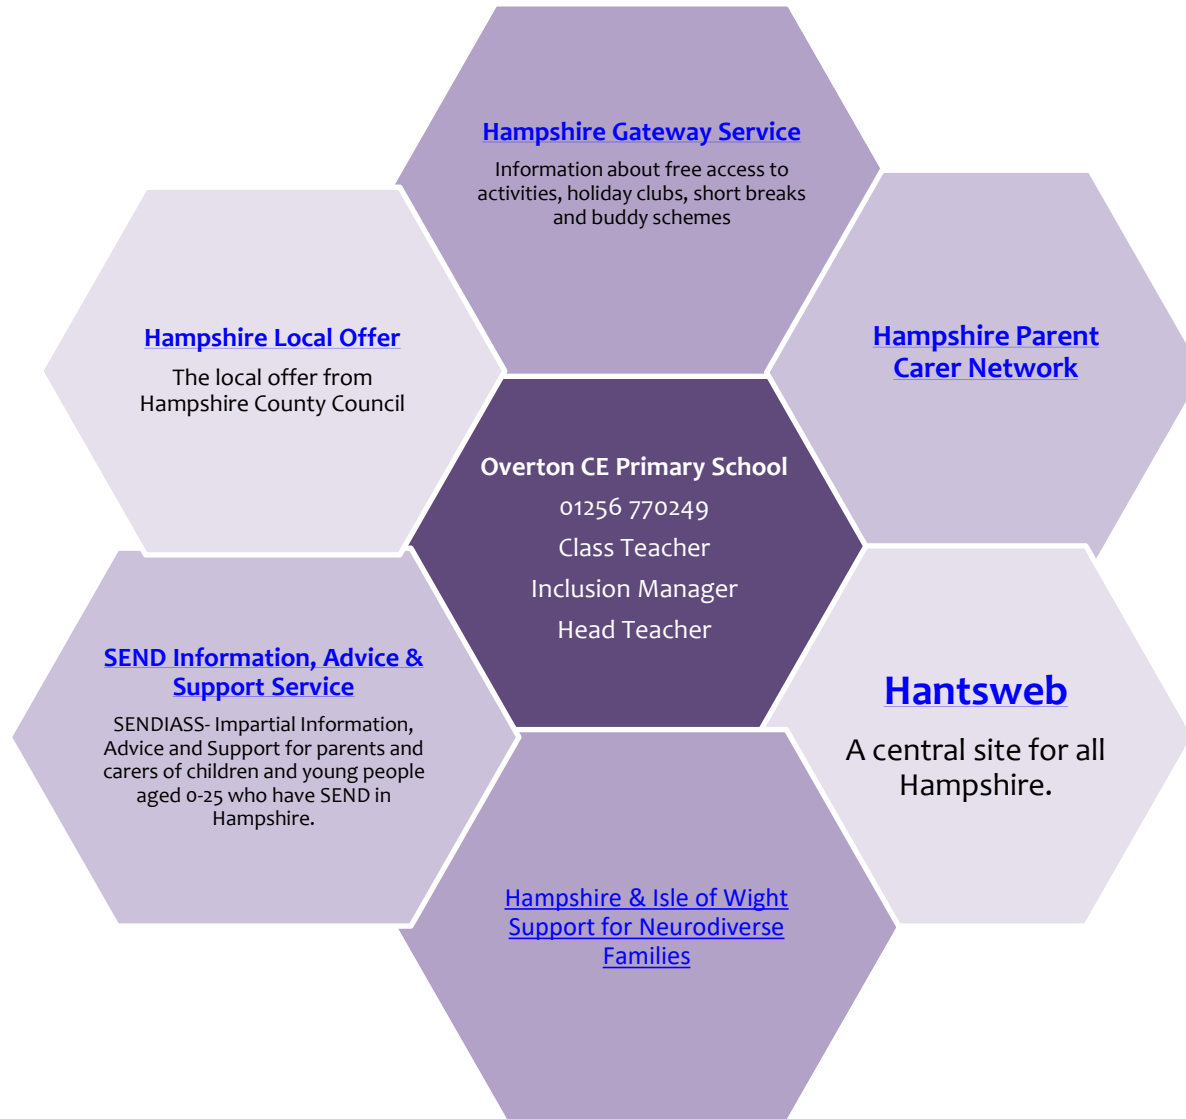 Hampshire Gateway Service
Information about free access to
activities, holiday clubs, short breaks
and buddy schemes
Hampshire Local Offer
The local offer from
Hampshire County Council
Hampshire Parent
Carer Network
Overton CE Primary School
01256 770249
Class Teacher
Inclusion Manager
Head Teacher
SEND Information, Advice &
Support Service
SENDIASS- Impartial Information,
Advice and Support for parents and
carers of children and young people
aged 0-25 who have SEND in
Hampshire.
Hantsweb
A central site for all
Hampshire.
Hampshire & Isle of Wight
Support for Neurodiverse
Families